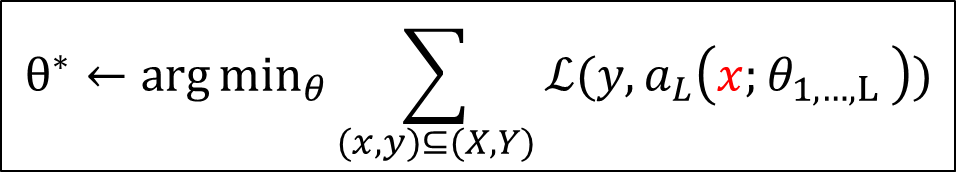 θ* ← arg min_θ ∑_{(x,y)⊆(X,Y)} ℒ(y, a_L(x; θ_{1,…,L}))